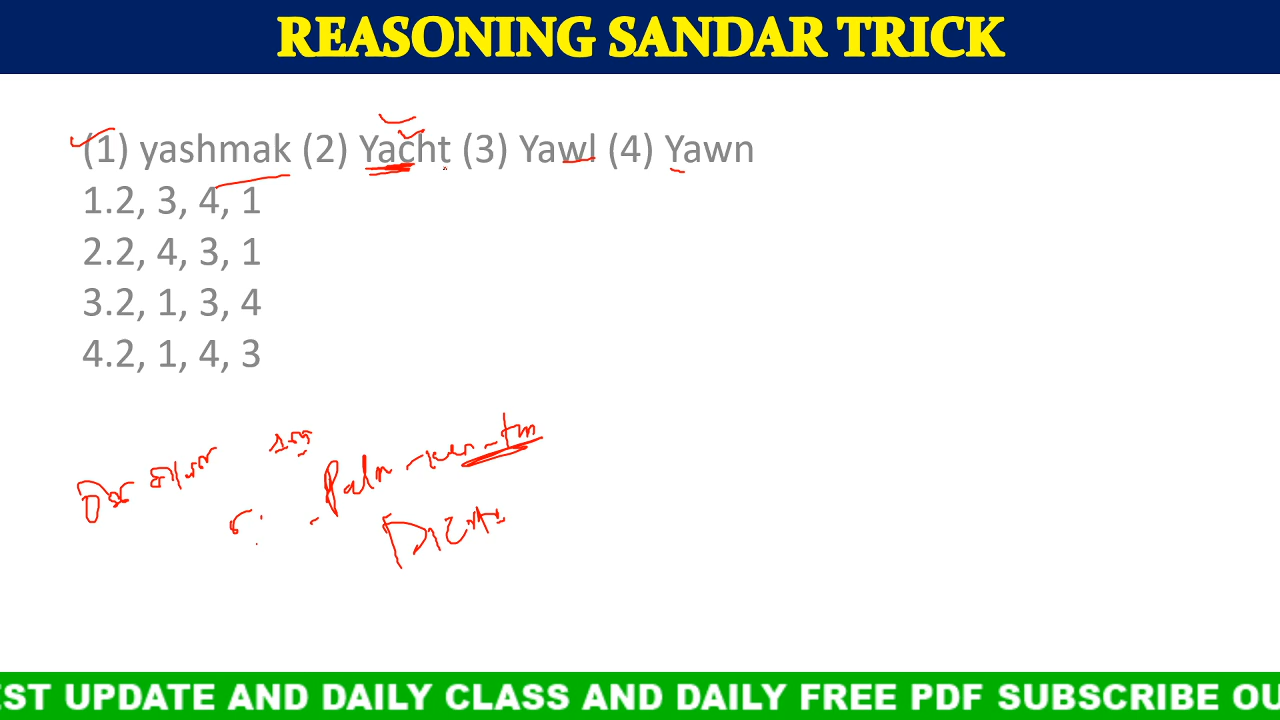 REASONING SANDAR TRICK
(1) yashmak (2) Yacht (3) Yawl (4) Yawn
1.2, 3, 4, 1
2.2, 4, 3, 1
3.2, 1, 3, 4
4.2, 1, 4, 3
Palm
EST UPDATE AND DAILY CLASS AND DAILY FREE PDF SUBSCRIBE OU